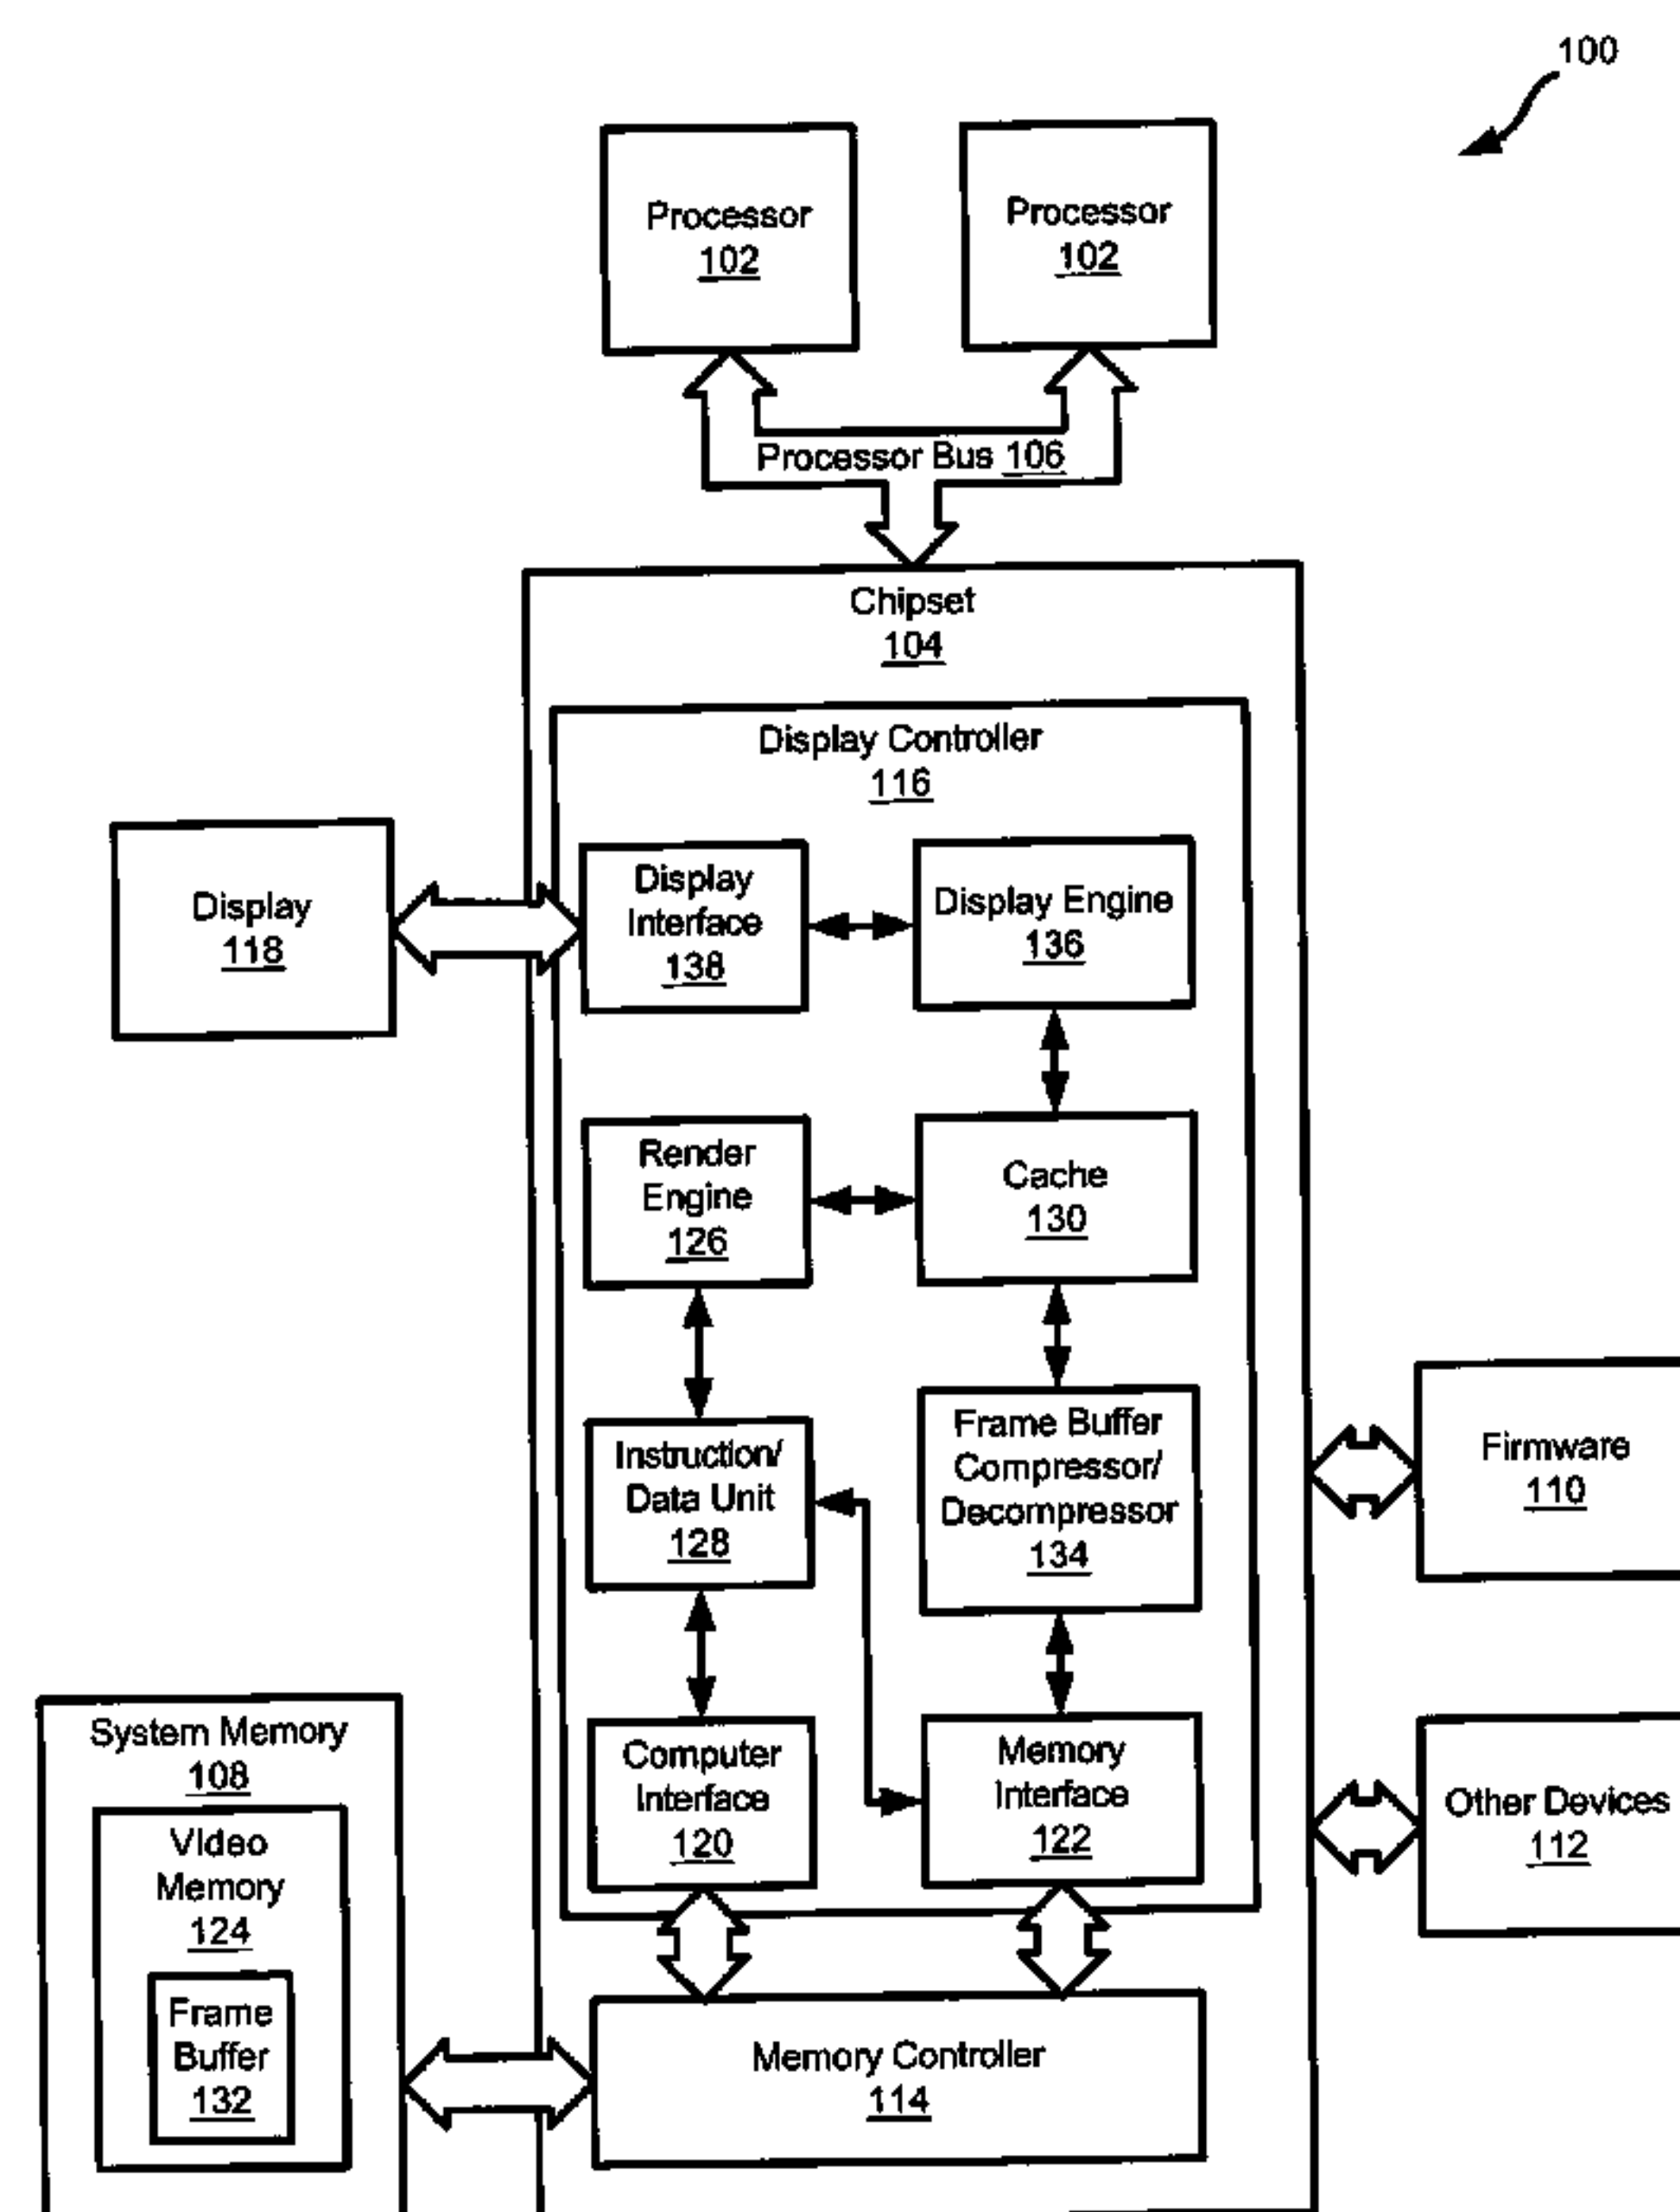 100
Processor
102
Processor
102
Processor Bus 106
Chipset
104
Display Controller
116
Display
118
Display
Interface
138
Display Engine
136
Render
Engine
126
Cache
130
Instruction/
Data Unit
128
Frame Buffer
Compressor/
Decompressor
134
Firmware
110
System Memory
108
Video
Memory
124
Frame
Buffer
132
Computer
Interface
120
Memory
Interface
122
Other Devices
112
Memory Controller
114